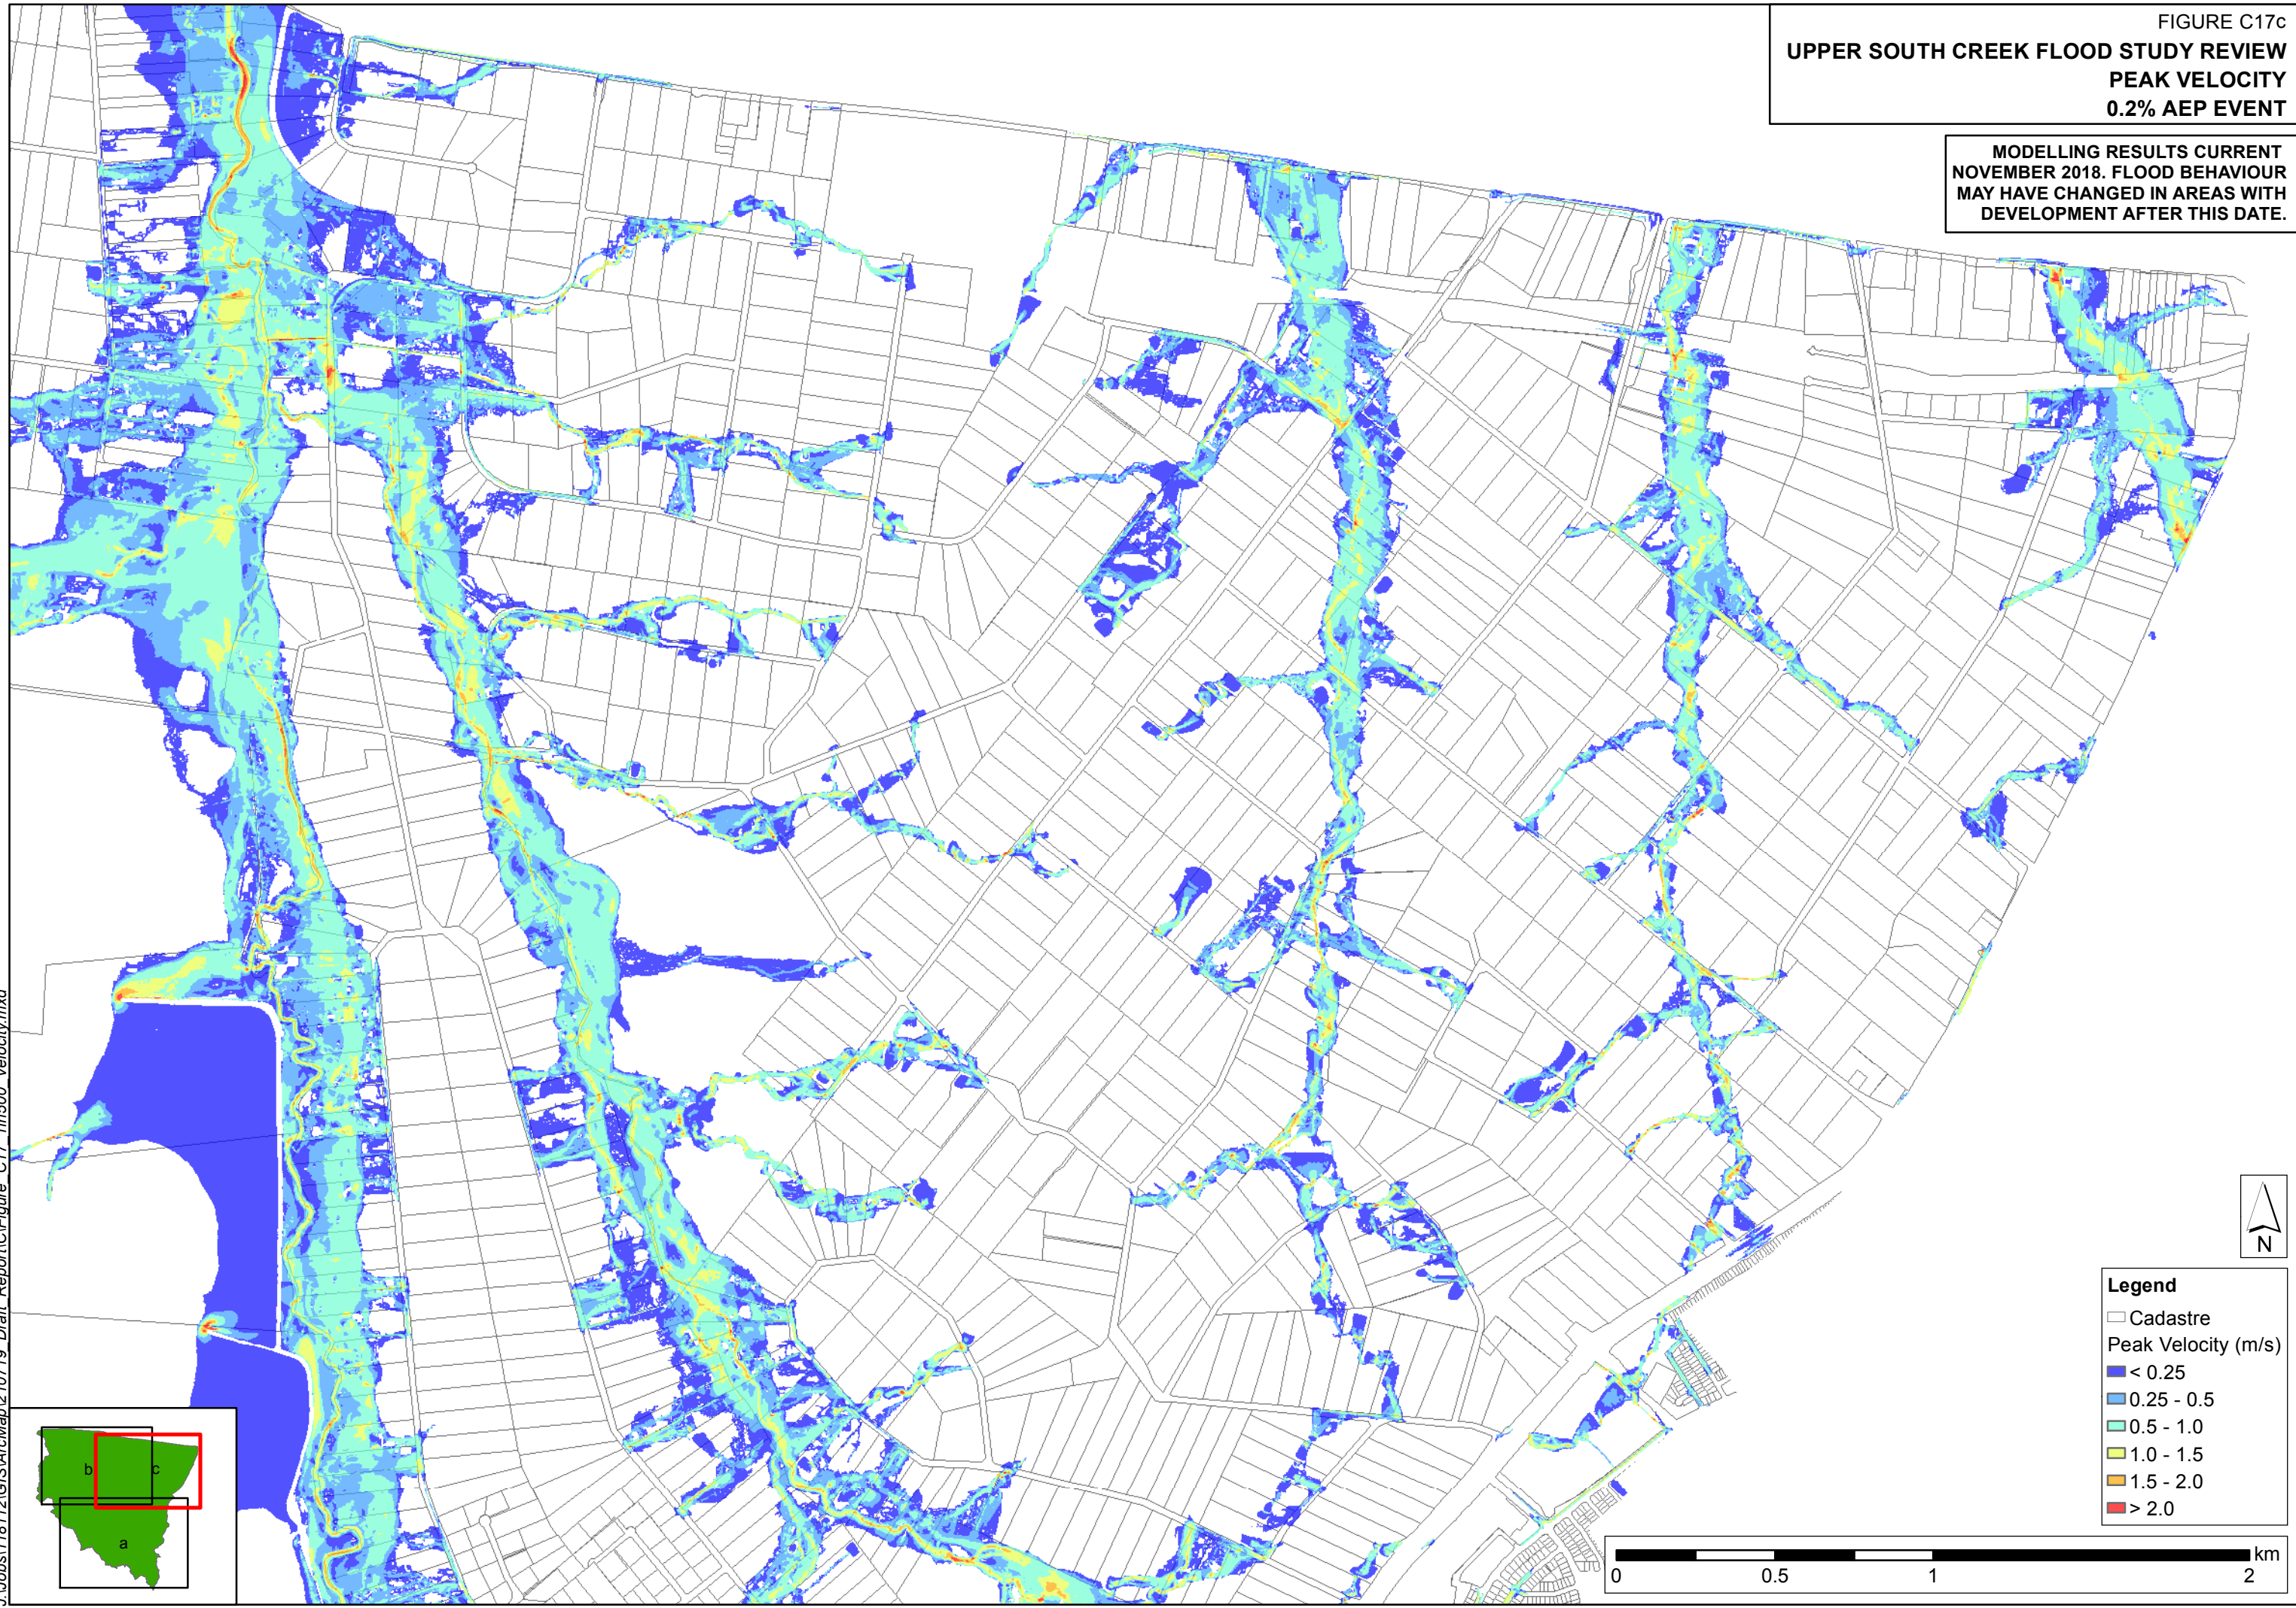 FIGURE C17c
UPPER SOUTH CREEK FLOOD STUDY REVIEW
PEAK VELOCITY
0.2% AEP EVENT
MODELLING RESULTS CURRENT
NOVEMBER 2018. FLOOD BEHAVIOUR
MAY HAVE CHANGED IN AREAS WITH
DEVELOPMENT AFTER THIS DATE.
N
Legend
Cadastre
Peak Velocity (m/s)
< 0.25
0.25 - 0.5
0.5 - 1.0
1.0 - 1.5
1.5 - 2.0
> 2.0
km
0 0.5 1 2
b c
a